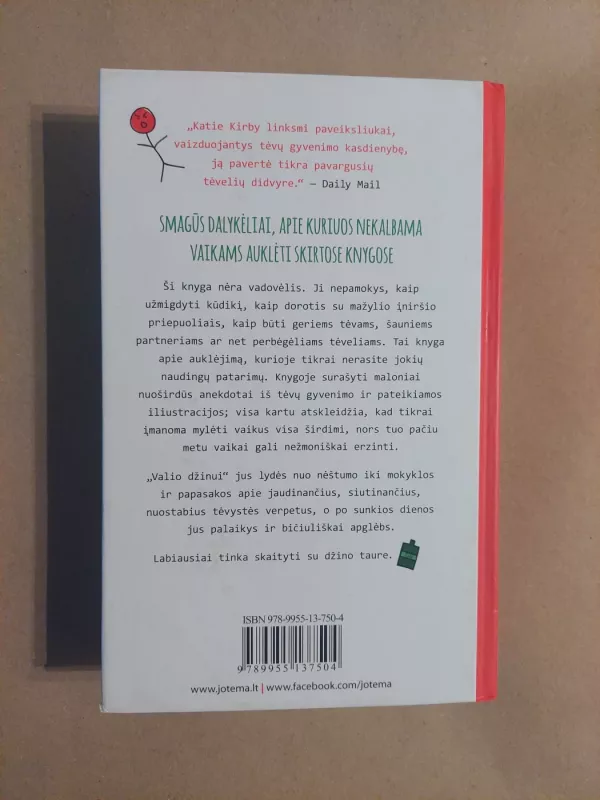 „Katie Kirby linksmi paveiksliukai,
vaizduojantys tėvų gyvenimo kasdienybę,
ją pavertė tikra pavargusių
tėvelių didvyre.“ — Daily Mail
SMAGŪS DALYKĖLIAI, APIE KURIUOS NEKALBAMA
VAIKAMS AUKLĖTI SKIRTOSE KNYGOSE
Ši knyga nėra vadovėlis. Ji nepamokys, kaip
užmigdyti kūdikį, kaip dorotis su mažylio įniršio
priepuoliais, kaip būti geriems tėvams, šauniems
partneriams ar net perbėgėliams tėveliams. Tai knyga
apie auklėjimą, kurioje tikrai nerasite jokių
naudingų patarimų. Knygoje surašyti maloniai
nuoširdūs anekdotai iš tėvų gyvenimo ir pateikiamos
iliustracijos; visa kartu atskleidžia, kad tikrai
įmanoma mylėti vaikus visa širdimi, nors tuo pačiu
metu vaikai gali nežmoniškai erzinti.
„Valio džinui“ jus lydės nuo nėštumo iki mokyklos
ir papasakos apie jaudinančius, siutinančius,
nuostabius tėvystės verpetus, o po sunkios dienos
jus palaikys ir bičiuliškai apglėbs.
Labiausiai tinka skaityti su džino taure.
ISBN 978-9955-13-750-4
9 789955 137504
www.jotema.lt | www.facebook.com/jotema